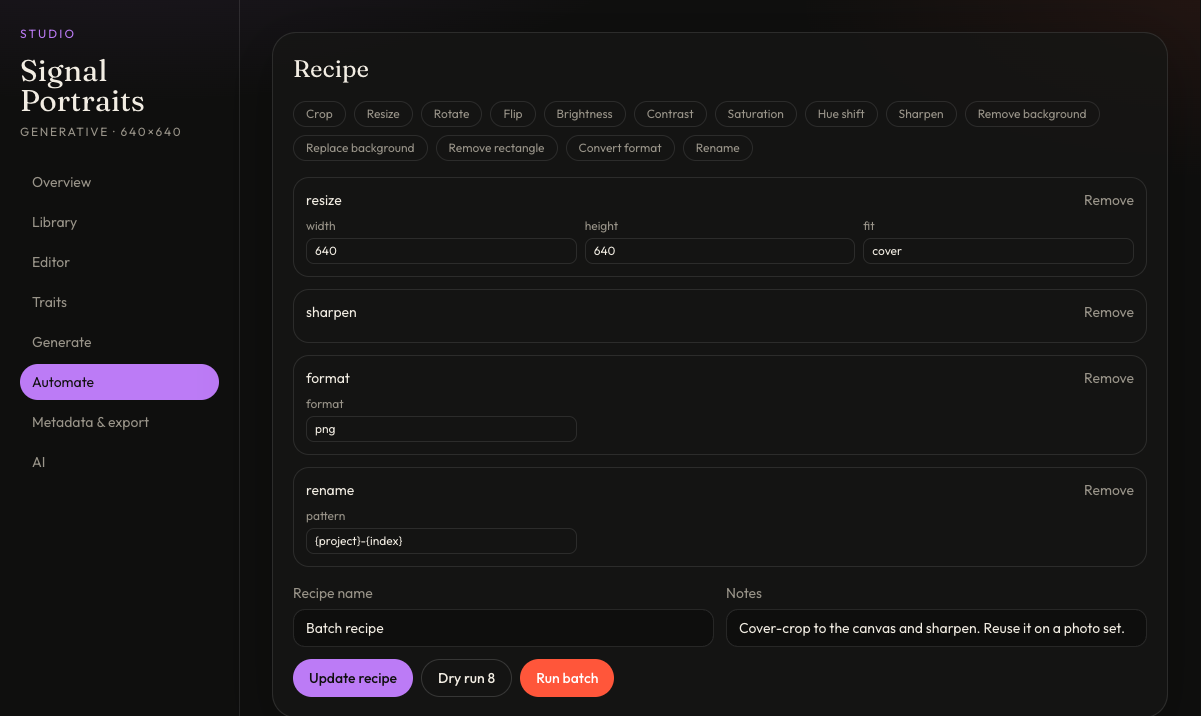 STUDIO
Signal
Portraits
GENERATIVE · 640×640
Overview
Library
Editor
Traits
Generate
Automate
Metadata & export
AI
Recipe
Crop Resize Rotate Flip Brightness Contrast Saturation Hue shift Sharpen Remove background
Replace background Remove rectangle Convert format Rename
resize Remove
width height fit
640 640 cover
sharpen Remove
format Remove
format
png
rename Remove
pattern
{project}-{index}
Recipe name Notes
Batch recipe Cover-crop to the canvas and sharpen. Reuse it on a photo set.
Update recipe Dry run 8 Run batch